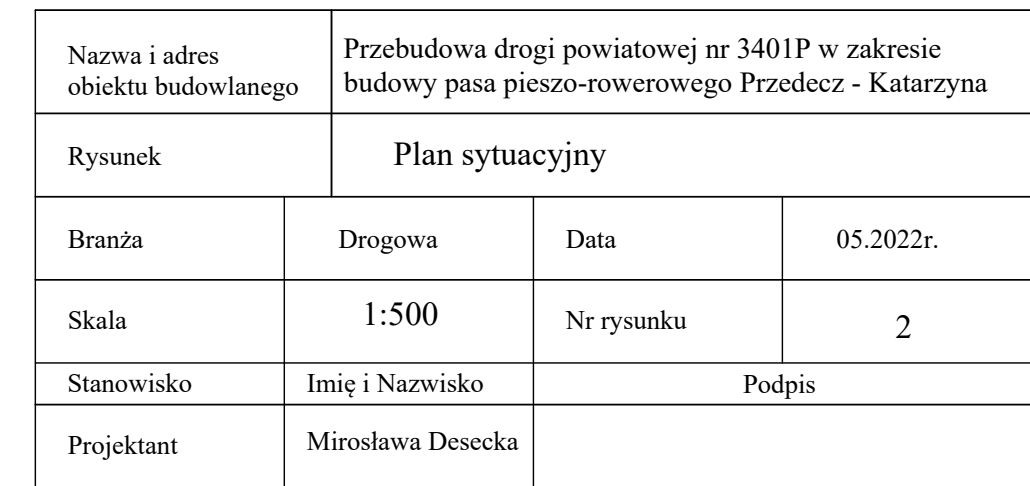 Nazwa i adres
obiektu budowlanego
Przebudowa drogi powiatowej nr 3401P w zakresie
budowy pasa pieszo-rowerowego Przedecz - Katarzyna
Rysunek
Plan sytuacyjny
Branża
Drogowa
Data
05.2022r.
Skala
1:500
Nr rysunku
2
Stanowisko
Imię i Nazwisko
Podpis
Projektant
Mirosława Desecka